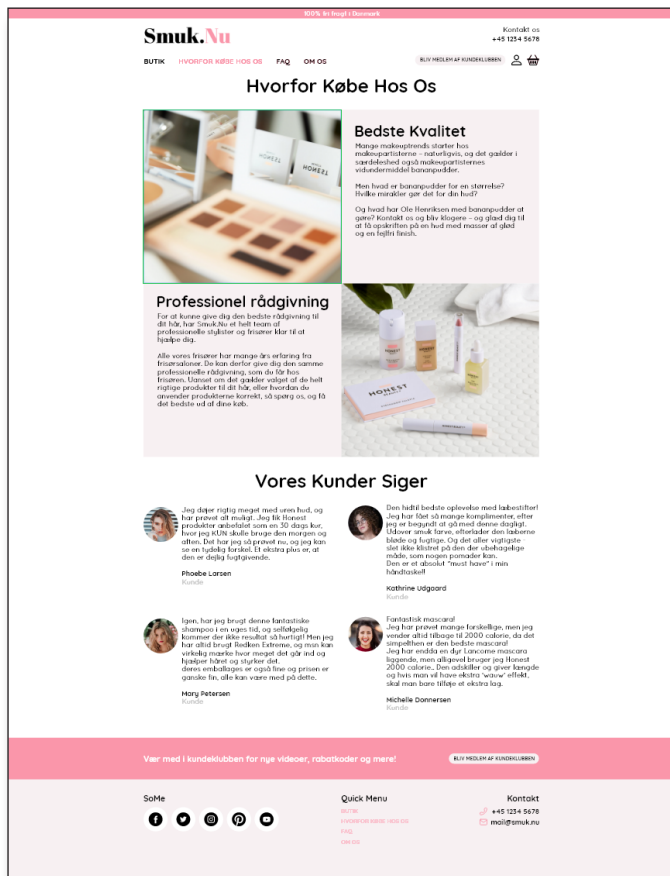 100% fri fragt i Danmark
Smuk.Nu
Kontakt os
+45 1234 5678
BUTIK HVORFOR KØBE HOS OS FAQ OM OS
BLIV MEDLEM AF KUNDEKLUBBEN
Hvorfor Købe Hos Os
HONEST
Bedste Kvalitet
Mange makeuptrends starter hos
makeupartisterne – naturligvis, og det gælder i
særdeleshed også makeupartisternes
vidundermiddel bananpudder.
Men hvad er bananpudder for en størrelse?
Hvilke mirakler gør det for din hud?
Og hvad har Ole Henriksen med bananpudder at
gøre? Kontakt os og bliv klogere – og glæd dig til
at få opskriften på en hud med masser af glød
og en fejlfri finish.
Professionel rådgivning
For at kunne give dig den bedste rådgivning til
dit hår, har Smuk.Nu et helt team af
professionelle stylister og frisører klar til at
hjælpe dig.
Alle vores frisører har mange års erfaring fra
frisørsaloner. De kan derfor give dig den samme
professionelle rådgivning, som du får hos
frisøren. Uanset om det gælder valget af de helt
rigtige produkter til dit hår, eller hvordan du
anvender produkterne korrekt, så spørg os, og få
det bedste ud af dine køb.
HONEST
Vores Kunder Siger
Jeg døjer rigtig meget med uren hud, og
har prøvet alt muligt. Jeg fik Honest
produkter anbefalet som en 30 dags kur,
hvor jeg KUN skulle bruge den morgen og
aften. Det har jeg så prøvet nu, og jeg kan
se en tydelig forskel. Et ekstra plus er, at
den er dejlig fugtgivende.
Phoebe Larsen
Kunde
Den hidtil bedste oplevelse med læbestifter!
Jeg har fået så mange komplimenter, efter
jeg er begyndt at gå med denne dagligt.
Udover smuk farve, efterlader den læberne
bløde og fugtige. Og det aller vigtigste -
slet ikke klistret på den der ubehagelige
måde, som nogen pomader kan.
Den er et absolut "must have" i min
håndtaske!!
Kathrine Udgaard
Kunde
Igen, har jeg brugt denne fantastiske
shampoo i en uges tid, og selfølgelig
kommer der ikke resultat så hurtigt! Men jeg
har altid brugt Redken Extreme, og msn kan
virkelig mærke hvor meget det går ind og
hjælper håret og styrker det.
deres emballages er også fine og prisen er
ganske fin, alle kan være med på dette.
Mary Petersen
Kunde
Fantastisk mascara!
Jeg har prøvet mange forskellige, men jeg
vender altid tilbage til 2000 calorie, da det
simpelthen er den bedste mascara!
Jeg har endda en dyr Lancome mascara
liggende, men alligevel bruger jeg Honest
2000 calorie.. Den adskiller og giver længde
og hvis man vil have ekstra 'wauw' effekt,
skal man bare tilføje et ekstra lag.
Michelle Donnersen
Kunde
Vær med i kundeklubben for nye videoer, rabatkoder og mere!
BLIV MEDLEM AF KUNDEKLUBBEN
SoMe
Quick Menu
BUTIK
HVORFOR KØBE HOS OS
FAQ
OM OS
Kontakt
+45 1234 5678
mail@smuk.nu